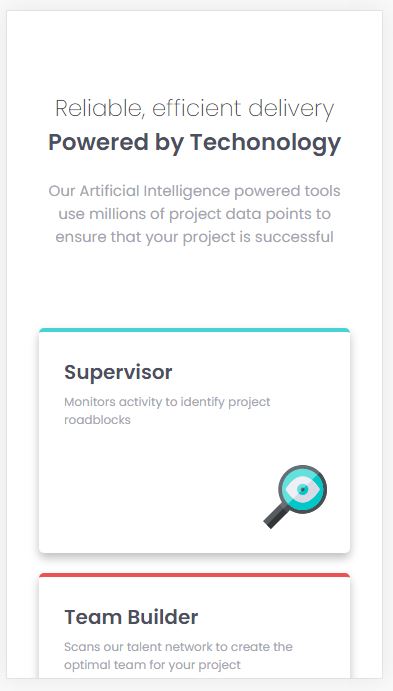 Reliable, efficient delivery
Powered by Techonology
Our Artificial Intelligence powered tools
use millions of project data points to
ensure that your project is successful
Supervisor
Monitors activity to identify project
roadblocks
Team Builder
Scans our talent network to create the
optimal team for your project